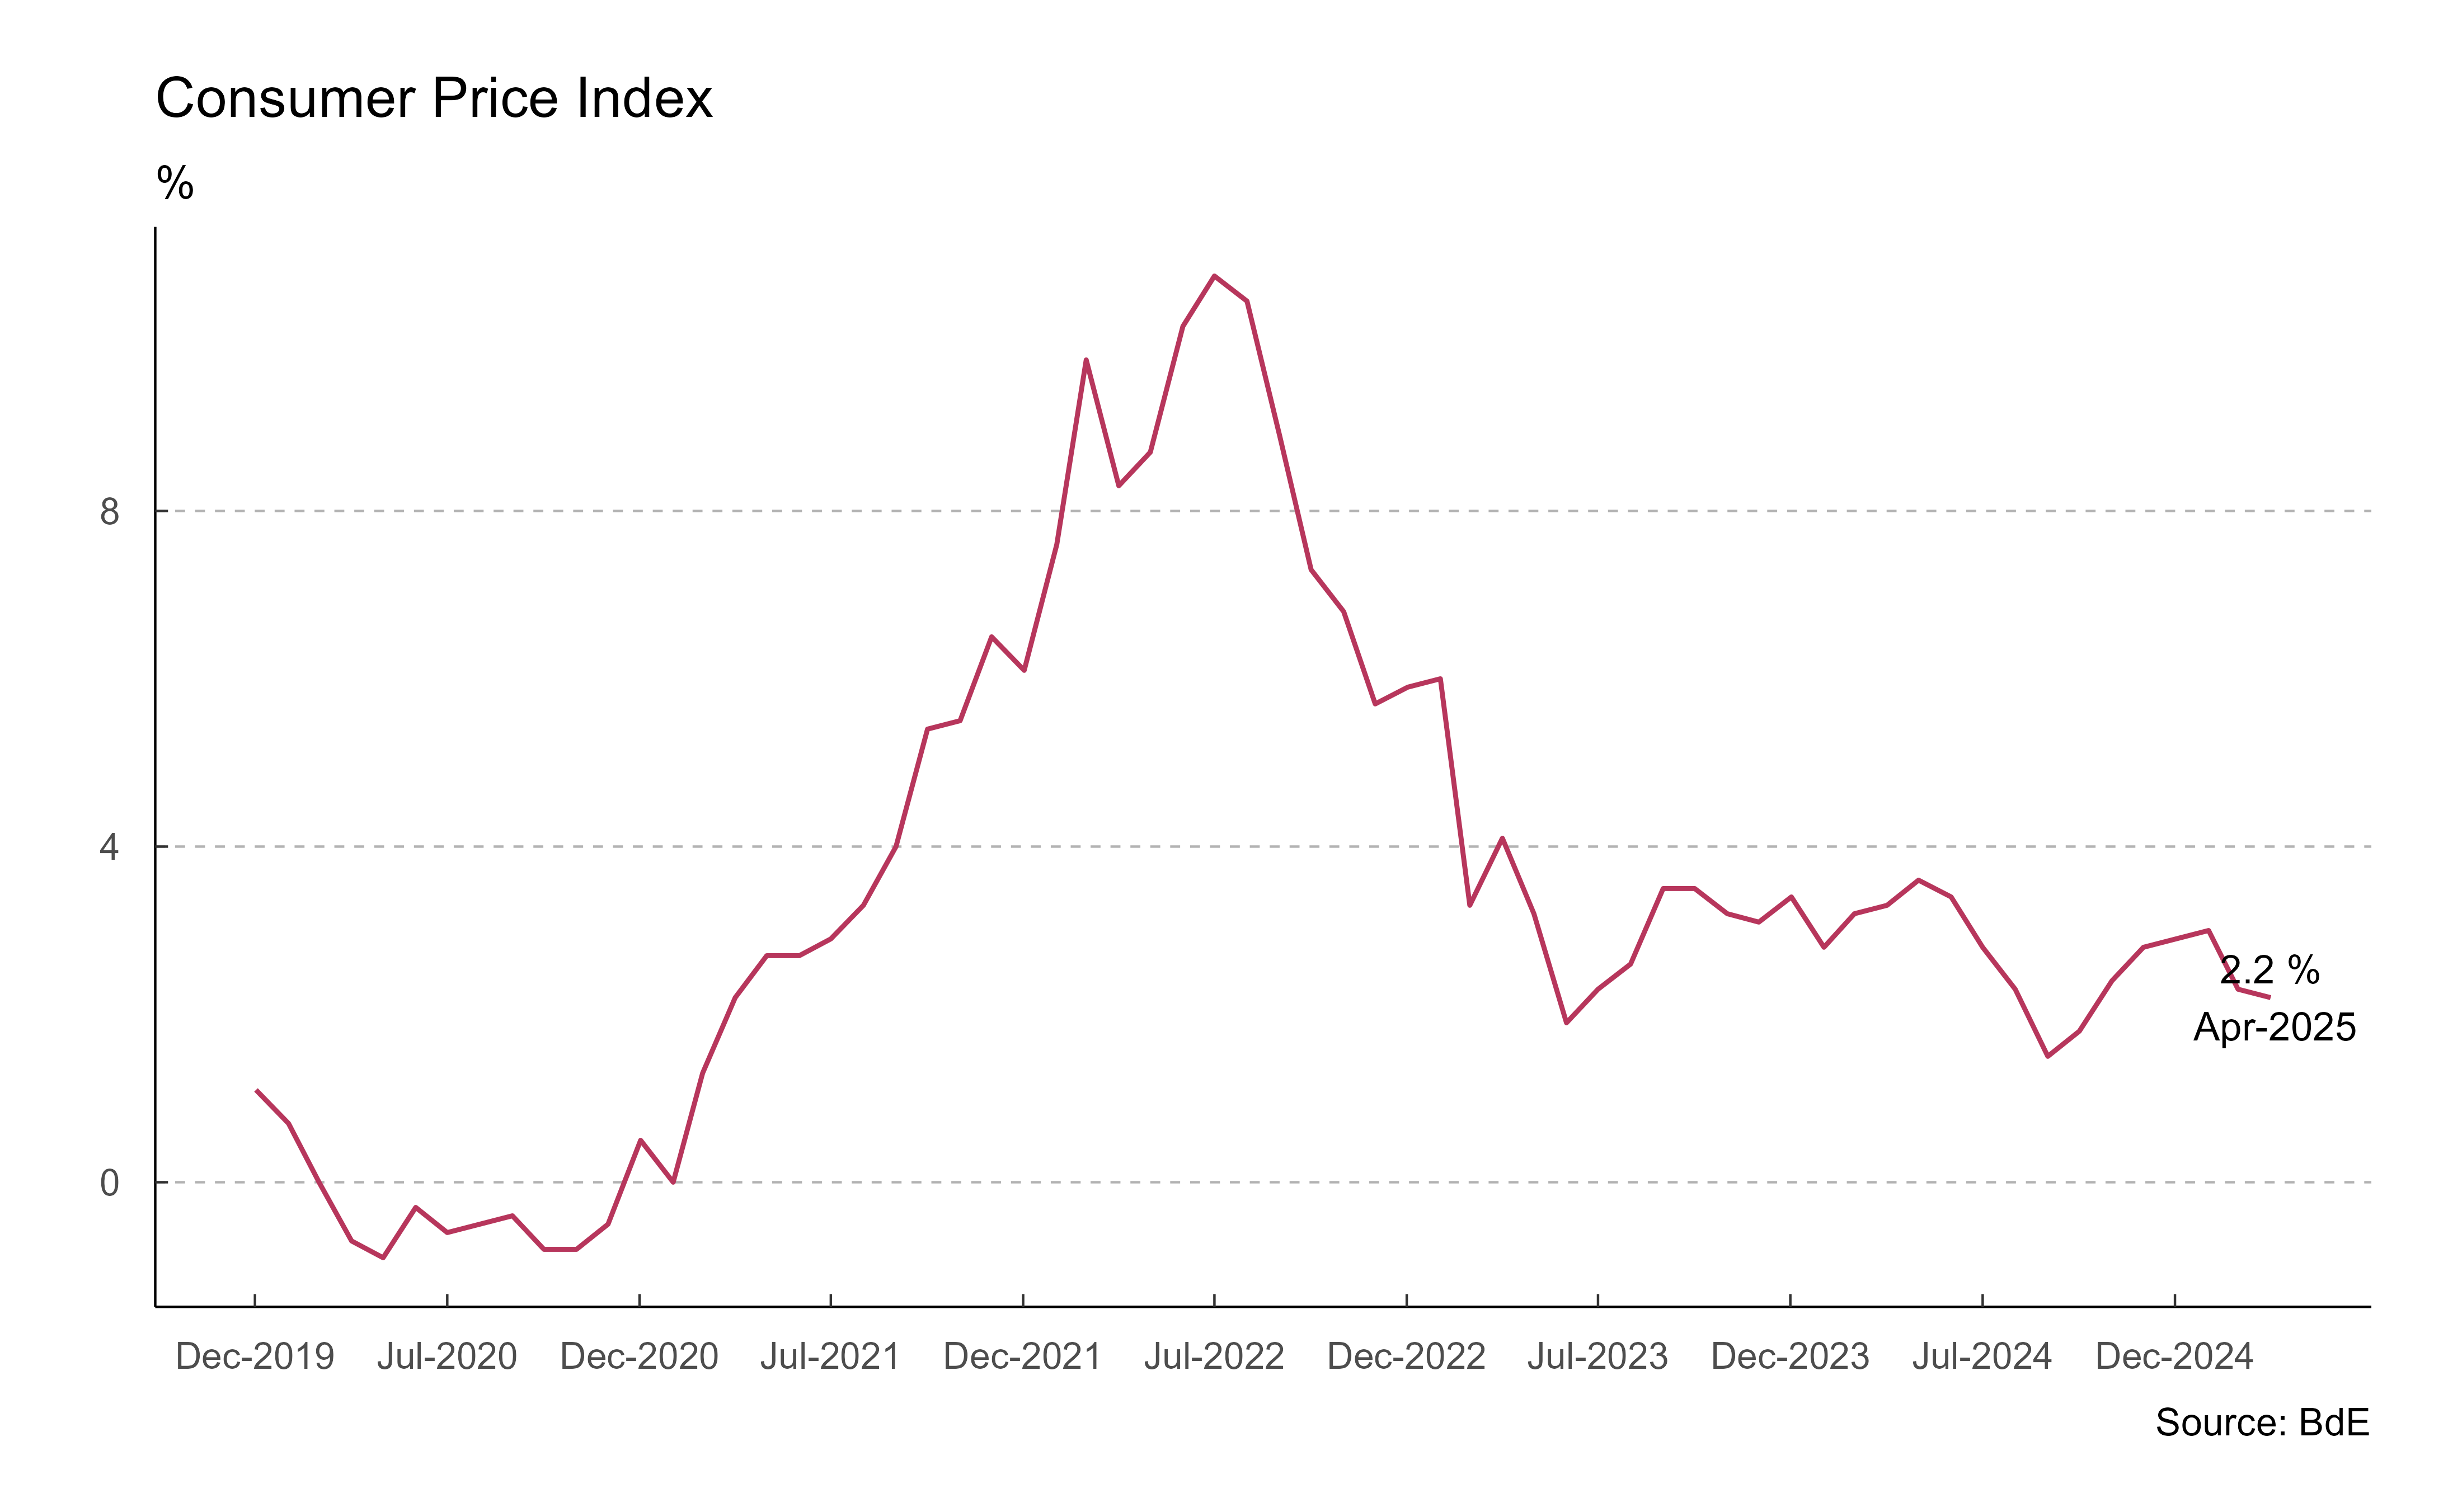 Consumer Price Index
%
8
4
0
2.2 %
Apr-2025
Dec-2019 Jul-2020 Dec-2020 Jul-2021 Dec-2021 Jul-2022 Dec-2022 Jul-2023 Dec-2023 Jul-2024 Dec-2024
Source: BdE